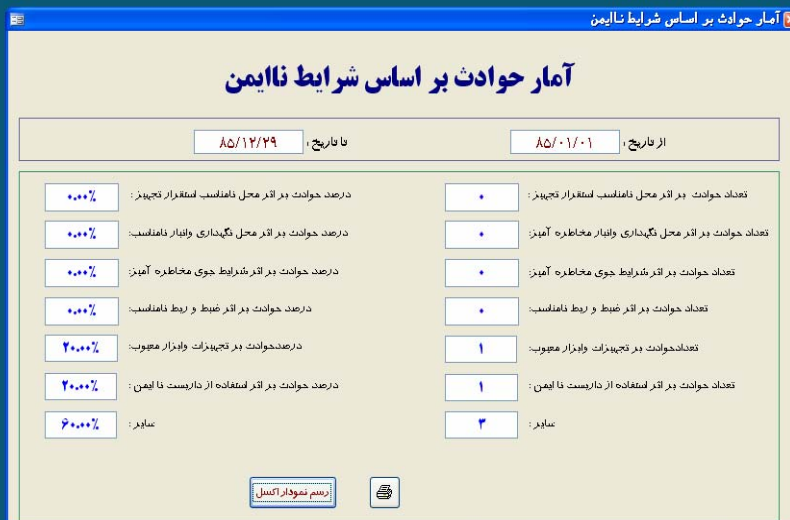 آمار حوادث بر اساس شرایط ناایمن
آمار حوادث بر اساس شرایط ناایمن
از تاریخ : ۸۵/۰۱/۰۱ تا تاریخ : ۸۵/۱۲/۲۹
تعداد حوادث بر اثر محل نامناسب استقرار تجهیز : ۰ درصد حوادث بر اثر محل نامناسب استقرار تجهیز : ۰.۰۰%
تعداد حوادث بر اثر محل نگهداری وانبار مخاطره آمیز: ۰ درصد حوادث بر اثر محل نگهداری وانبار نامناسب: ۰.۰۰%
تعداد حوادث بر اثر شرایط جوی مخاطره آمیز: ۰ درصد حوادث بر اثر شرایط جوی مخاطره آمیز: ۰.۰۰%
تعداد حوادث بر اثر ضبط و ربط نامناسب: ۰ درصد حوادث بر اثر ضبط و ربط نامناسب: ۰.۰۰%
تعدادحوادث بر تجهیزات وابزار معیوب: ۱ درصدحوادث بر تجهیزات وابزار معیوب: ۲۰.۰۰%
تعداد حوادث بر اثر استفاده از داربست نا ایمن : ۱ درصد حوادث بر اثر استفاده از داربست نا ایمن : ۲۰.۰۰%
سایر : ۳ سایر : ۶۰.۰۰%
رسم نمودار اکسل